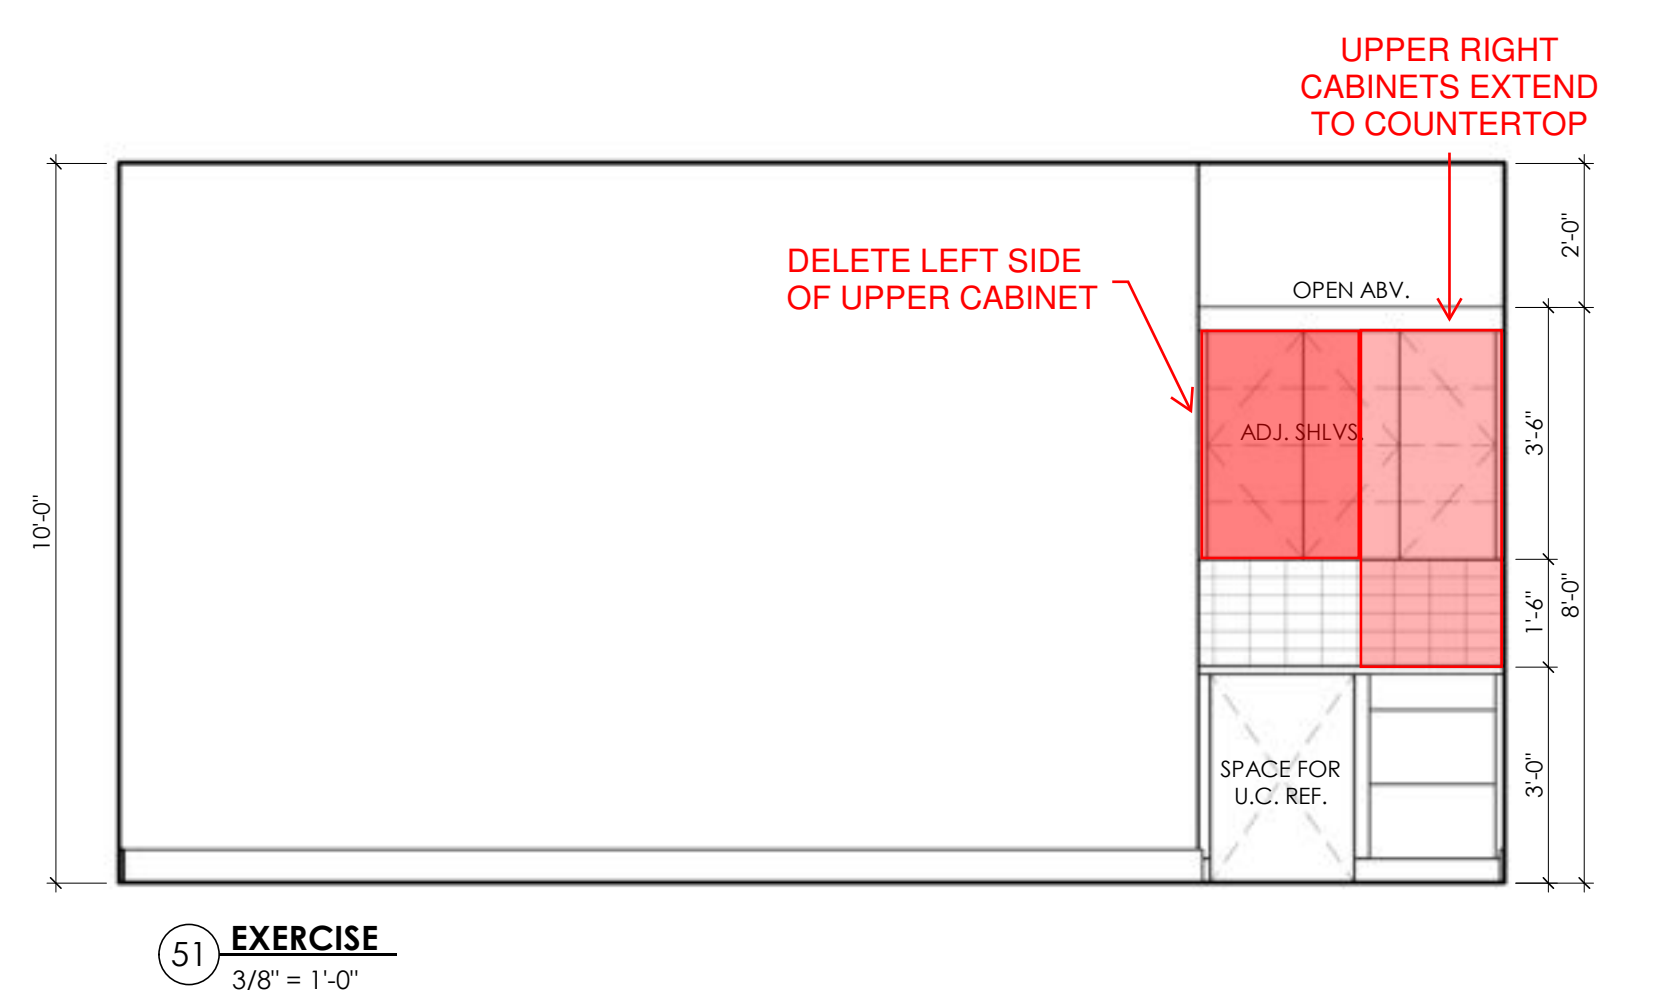 UPPER RIGHT
CABINETS EXTEND
TO COUNTERTOP
DELETE LEFT SIDE
OF UPPER CABINET
OPEN ABV.
2'-0"
ADJ. SHLVS.
3'-6"
10'-0"
1'-6"
8'-0"
SPACE FOR
U.C. REF.
3'-0"
51 EXERCISE
3/8" = 1'-0"